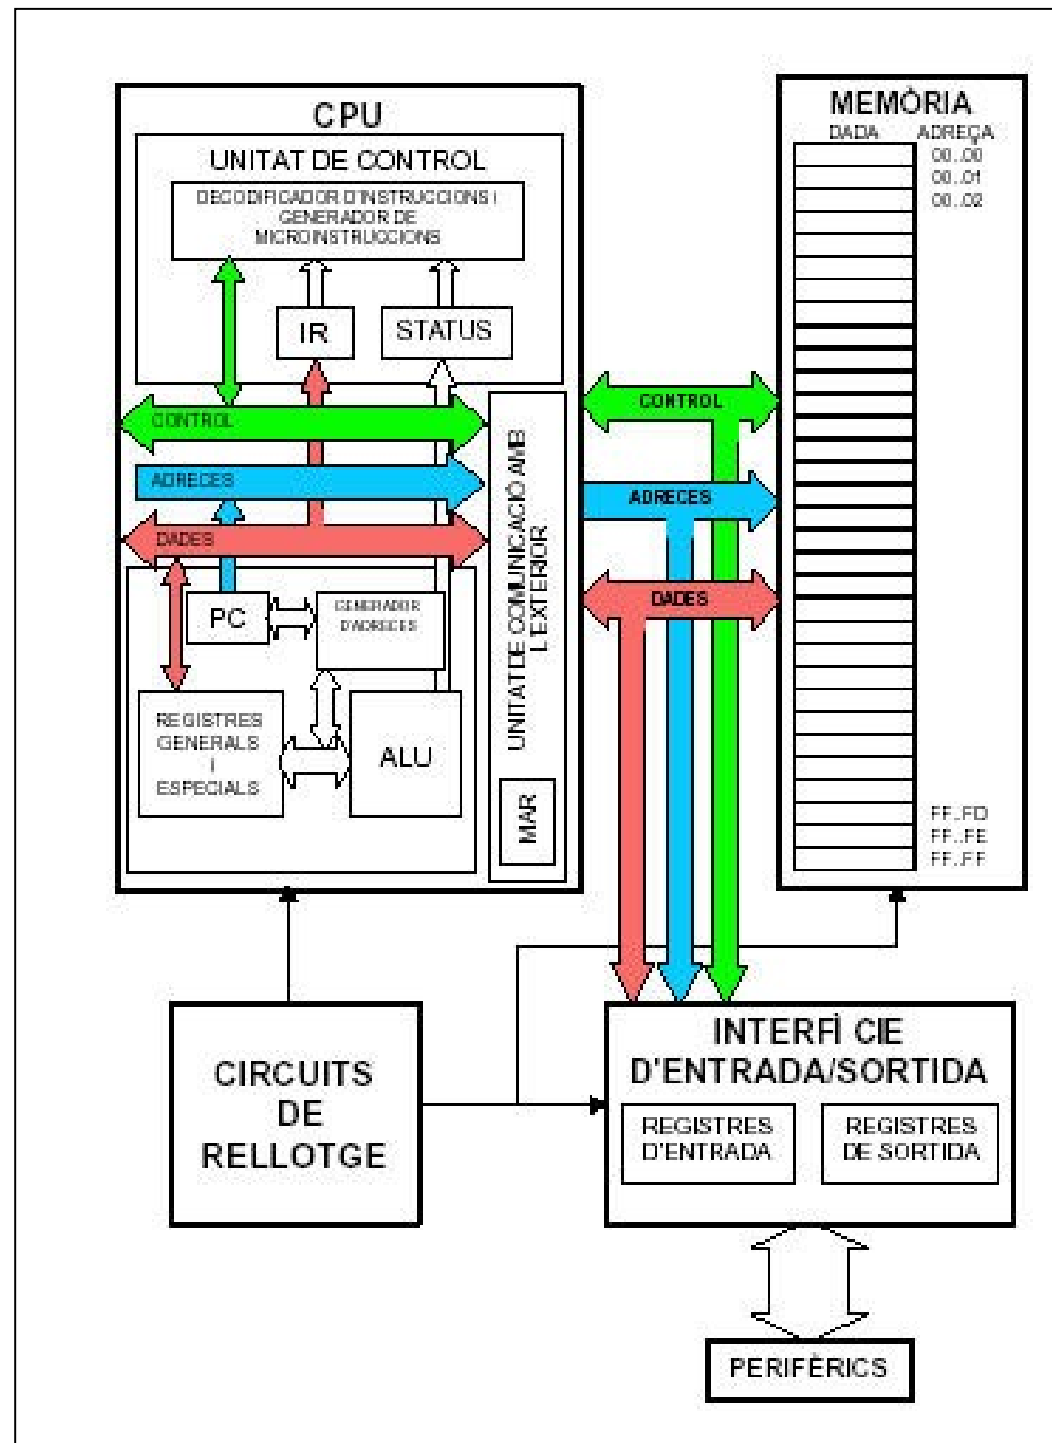 CPU
UNITAT DE CONTROL
DECODIFICADOR D'INSTRUCCIONS I
GENERADOR DE
MICROINSTRUCCIONS
IR
STATUS
CONTROL
ADRECES
DADES
PC
GENERADOR
D'ADRECES
REGISTRES
GENERALS
I
ESPECIALS
ALU
UNITAT DE COMUNICACIÓ AMB
L'EXTERIOR
MAR
CONTROL
ADRECES
DADES
MEMÒRIA
DADA ADREÇA
00..00
00..01
00..02
FF..FD
FF..FE
FF..FF
CIRCUITS
DE
RELLOTGE
INTERFÍ CIE
D'ENTRADA/SORTIDA
REGISTRES
D'ENTRADA
REGISTRES
DE SORTIDA
PERIFÈRICS